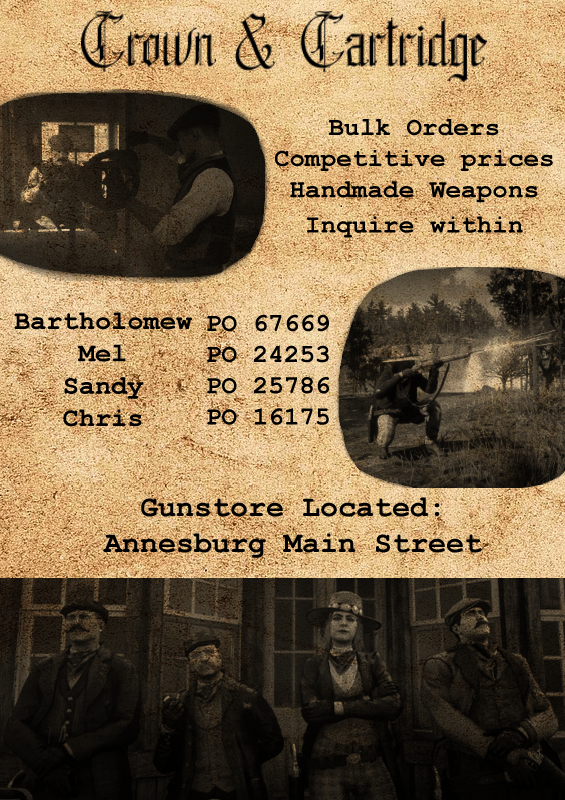 Crown & Cartridge
Bulk Orders
Competitive prices
Handmade Weapons
Inquire within
Bartholomew PO 67669
Mel PO 24253
Sandy PO 25786
Chris PO 16175
Gunstore Located:
Annesburg Main Street